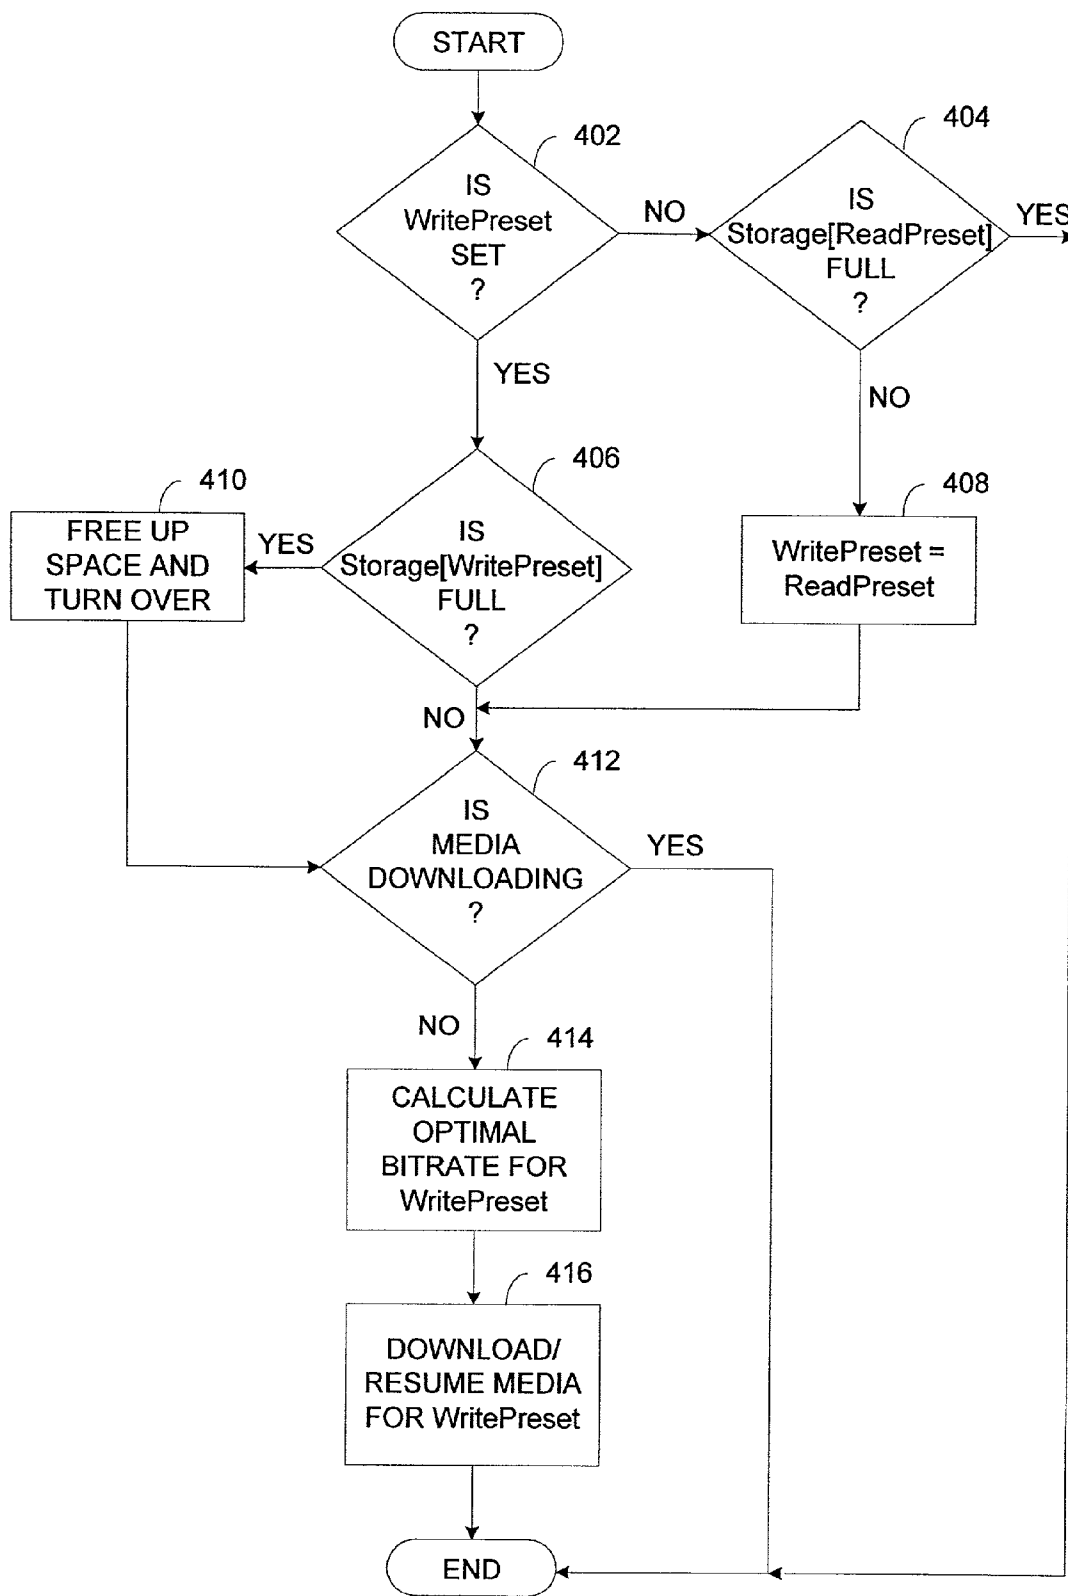 START
402
IS
WritePreset
SET
?
NO
404
IS
Storage[ReadPreset]
FULL
?
YES
YES
NO
406
IS
Storage[WritePreset]
FULL
?
YES
410
FREE UP
SPACE AND
TURN OVER
408
WritePreset =
ReadPreset
NO
412
IS
MEDIA
DOWNLOADING
?
YES
NO
414
CALCULATE
OPTIMAL
BITRATE FOR
WritePreset
416
DOWNLOAD/
RESUME MEDIA
FOR WritePreset
END